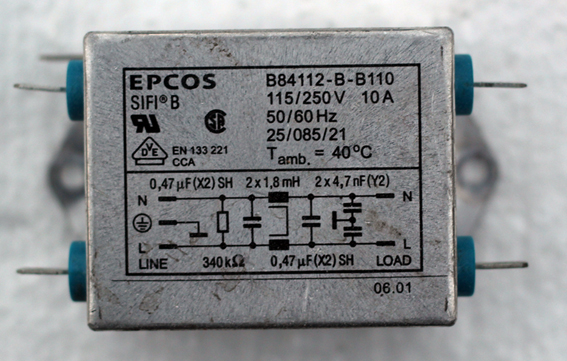 EPCOS
SIFI® B
B84112-B-B110
115/250 V 10 A
50/60 Hz
25/085/21
Tamb. = 40°C
VDE
EN 133 221
CCA
0,47 µF (X2) SH 2 x 1,8 mH 2 x 4,7 nF (Y2)
N N
L L
LINE 340 kΩ 0,47 µF (X2) SH LOAD
06.01